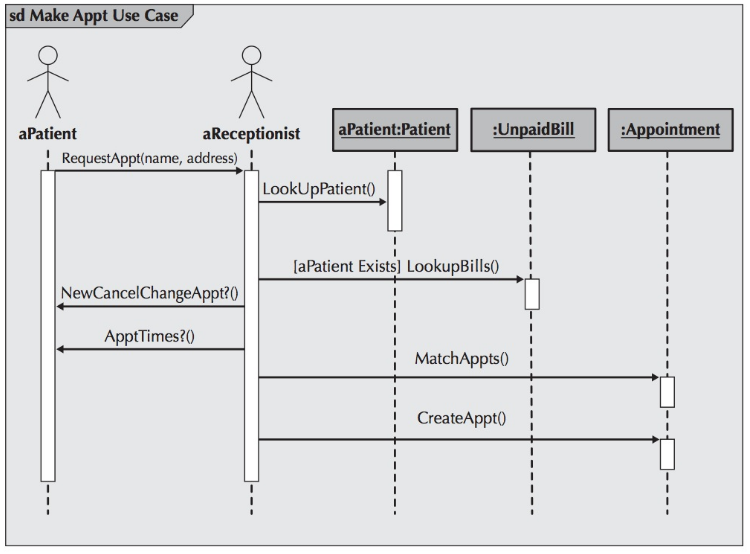 sd Make Appt Use Case
aPatient
aReceptionist
aPatient:Patient
:UnpaidBill
:Appointment
RequestAppt(name, address)
LookUpPatient()
[aPatient Exists] LookupBills()
NewCancelChangeAppt?()
ApptTimes?()
MatchAppts()
CreateAppt()